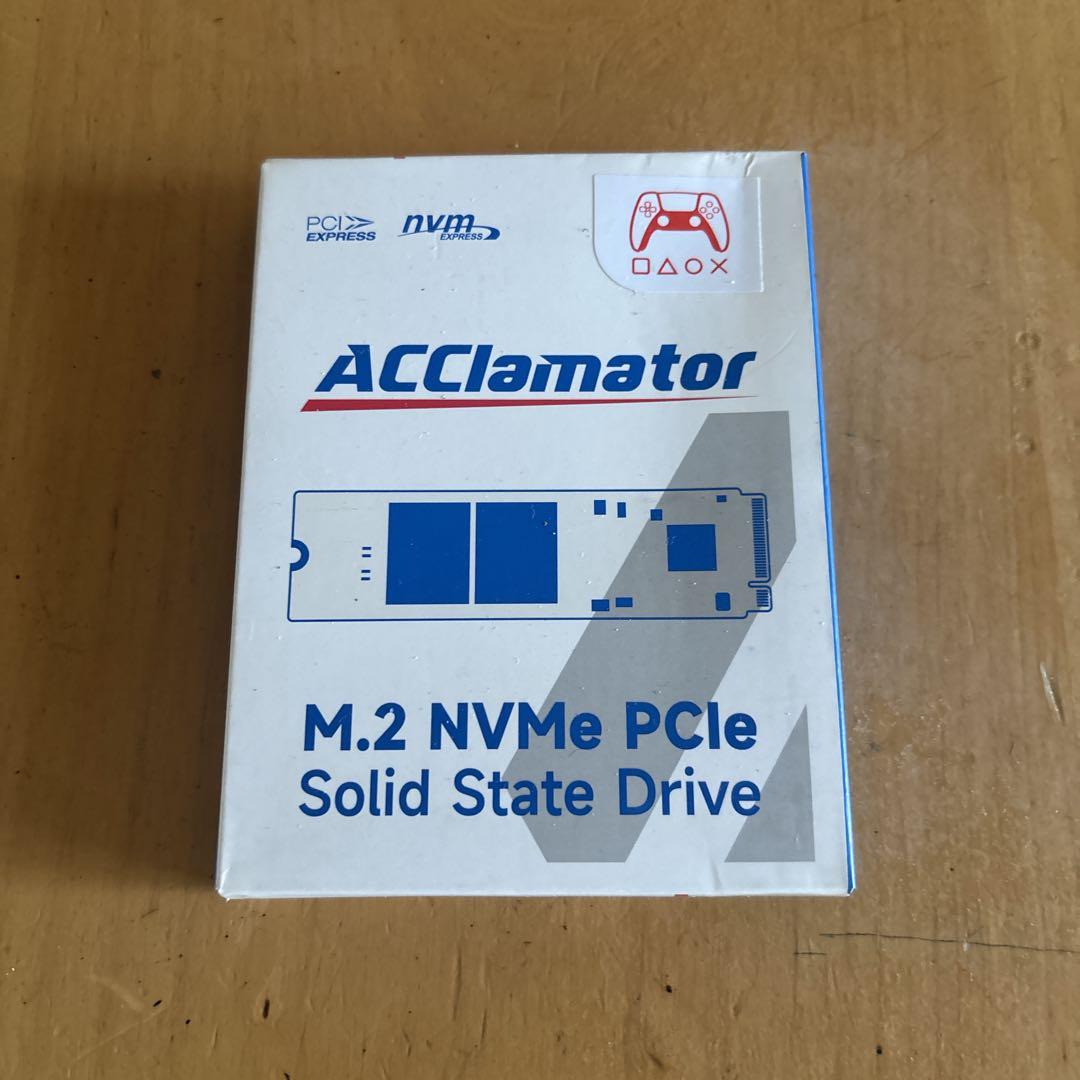 PCI
EXPRESS
nvm
EXPRESS
ACClamator
M.2 NVMe PCIe
Solid State Drive